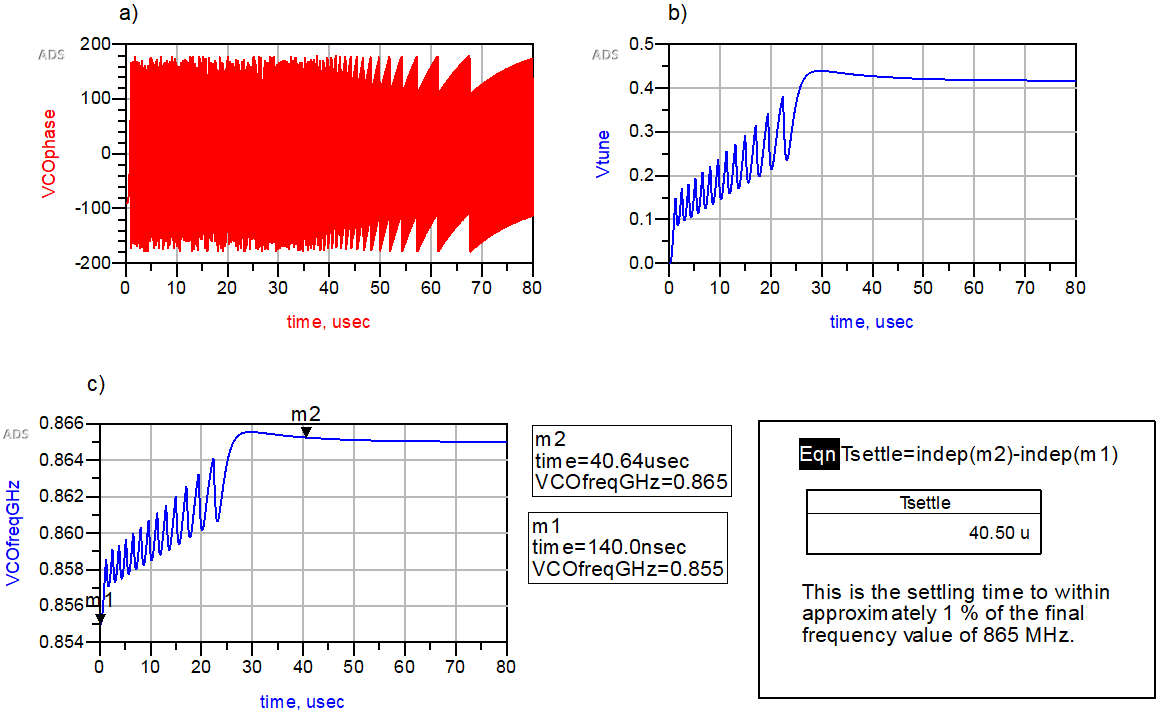 a)
ADS
200
100
0
-100
-200
VCOphase
0 10 20 30 40 50 60 70 80
time, usec
b)
ADS
0.5
0.4
0.3
0.2
0.1
0.0
Vtune
0 10 20 30 40 50 60 70 80
time, usec
c)
ADS
0.866
0.864
0.862
0.860
0.858
0.856
0.854
VCOfreqGHz
m2
m1
0 10 20 30 40 50 60 70 80
time, usec
m2
time=40.64usec
VCOfreqGHz=0.865
m1
time=140.0nsec
VCOfreqGHz=0.855
Eqn Tsettle=indep(m2)-indep(m1)
Tsettle
40.50 u
This is the settling time to within
approximately 1 % of the final
frequency value of 865 MHz.